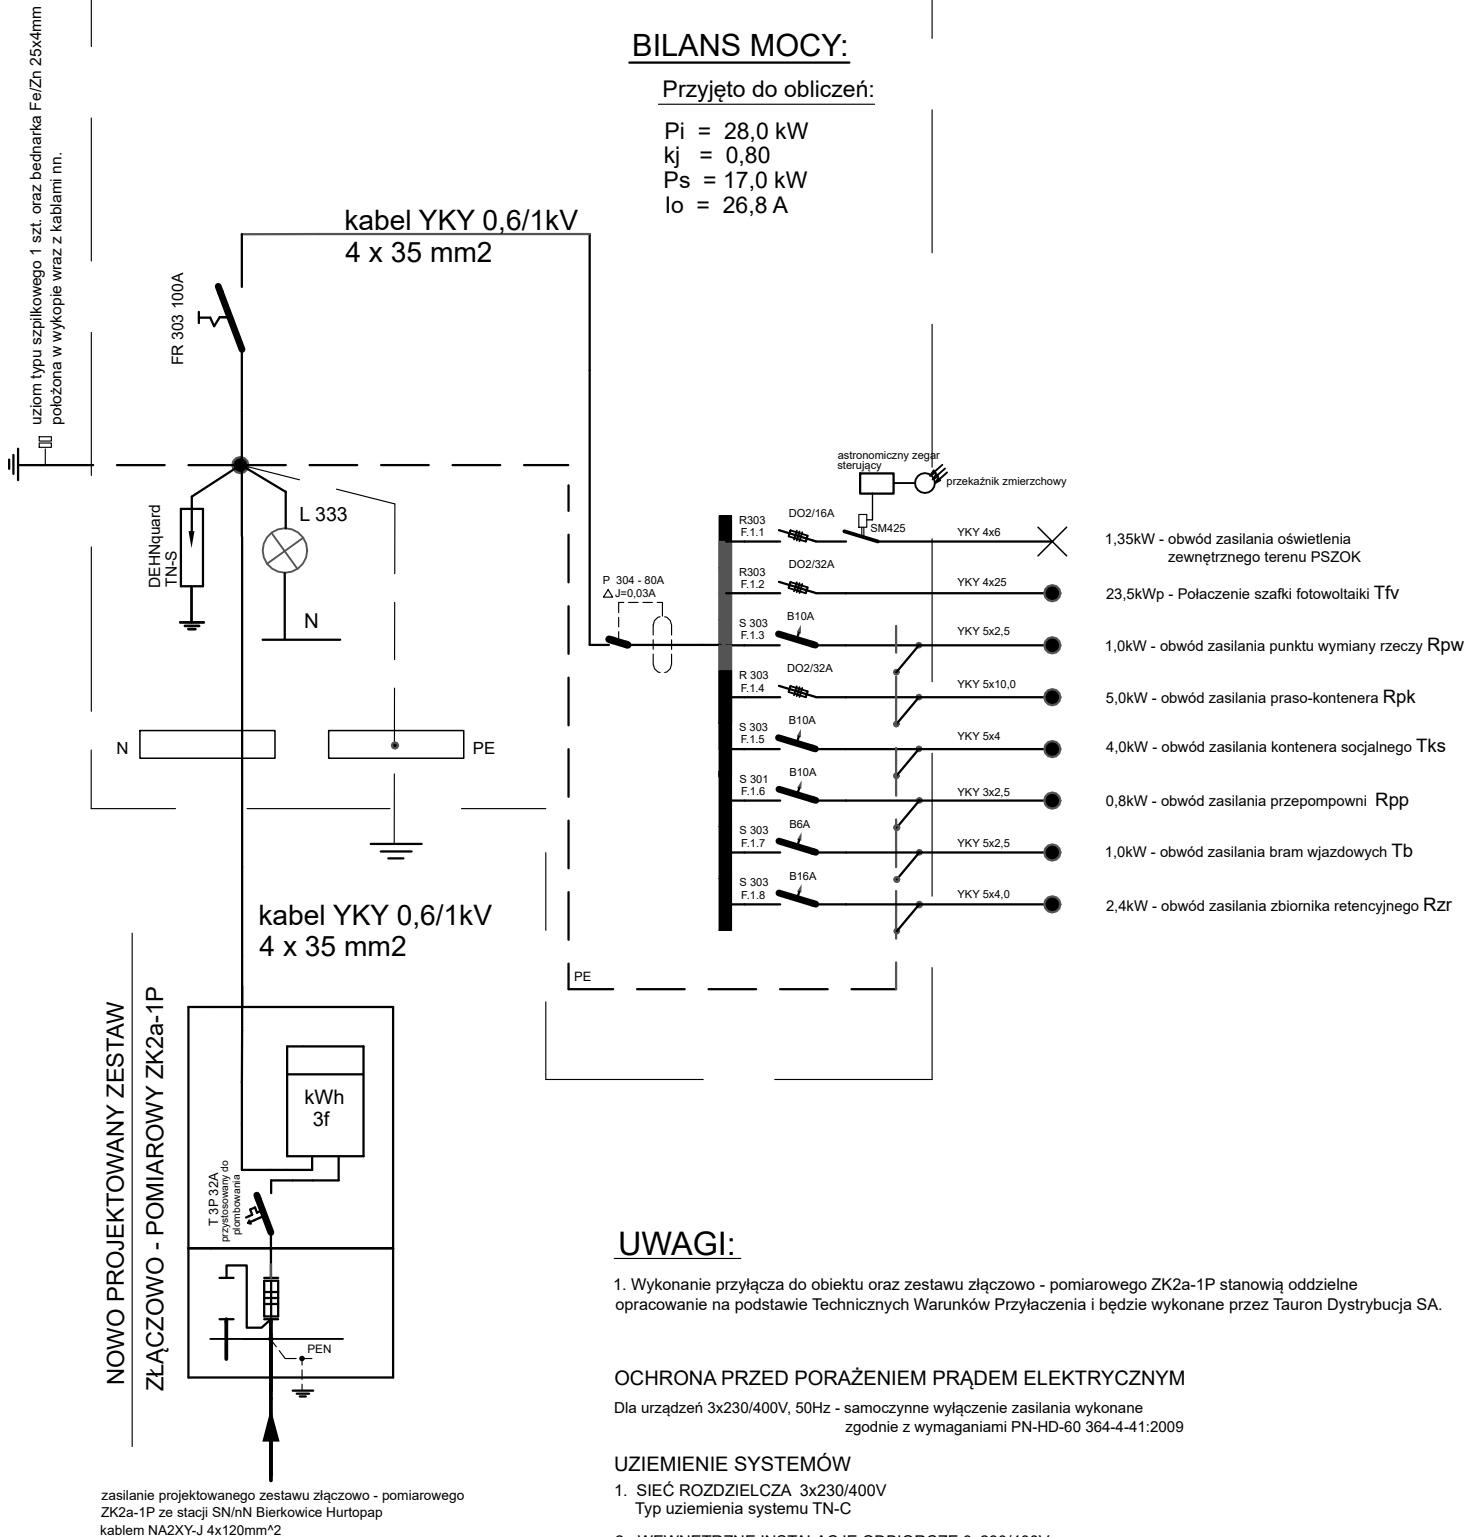 uziom typu szpilkowego 1 szt. oraz bednarka Fe/Zn 25x4mm
położona w wykopie wraz z kablami nn.
BILANS MOCY:
Przyjęto do obliczeń:
Pi = 28,0 kW
kj = 0,80
Ps = 17,0 kW
Io = 26,8 A
kabel YKY 0,6/1kV
4 x 35 mm2
FR 303 100A
DEHNquard
TN-S
L 333
N
N
PE
P 304 - 80A
△ J=0,03A
astronomiczny zegar
sterujący
przekaźnik zmierzchowy
R303
F.1.1
DO2/16A
SM425
YKY 4x6
1,35kW - obwód zasilania oświetlenia
zewnętrznego terenu PSZOK
R303
F.1.2
DO2/32A
YKY 4x25
23,5kWp - Połaczenie szafki fotowoltaiki Tfv
S 303
F.1.3
B10A
YKY 5x2,5
1,0kW - obwód zasilania punktu wymiany rzeczy Rpw
R 303
F.1.4
DO2/32A
YKY 5x10,0
5,0kW - obwód zasilania praso-kontenera Rpk
S 303
F.1.5
B10A
YKY 5x4
4,0kW - obwód zasilania kontenera socjalnego Tks
S 301
F.1.6
B10A
YKY 3x2,5
0,8kW - obwód zasilania przepompowni Rpp
S 303
F.1.7
B6A
YKY 5x2,5
1,0kW - obwód zasilania bram wjazdowych Tb
S 303
F.1.8
B16A
YKY 5x4,0
2,4kW - obwód zasilania zbiornika retencyjnego Rzr
PE
kabel YKY 0,6/1kV
4 x 35 mm2
NOWO PROJEKTOWANY ZESTAW
ZŁĄCZOWO - POMIAROWY ZK2a-1P
kWh
3f
T 3P 32A
przystosowany do
plombowania
PEN
zasilanie projektowanego zestawu złączowo - pomiarowego
ZK2a-1P ze stacji SN/nN Bierkowice Hurtopap
kablem NA2XY-J 4x120mm^2
UWAGI:
1. Wykonanie przyłącza do obiektu oraz zestawu złączowo - pomiarowego ZK2a-1P stanowią oddzielne
opracowanie na podstawie Technicznych Warunków Przyłaczenia i będzie wykonane przez Tauron Dystrybucja SA.
OCHRONA PRZED PORAŻENIEM PRĄDEM ELEKTRYCZNYM
Dla urządzeń 3x230/400V, 50Hz - samoczynne wyłączenie zasilania wykonane
zgodnie z wymaganiami PN-HD-60 364-4-41:2009
UZIEMIENIE SYSTEMÓW
1. SIEĆ ROZDZIELCZA 3x230/400V
Typ uziemienia systemu TN-C